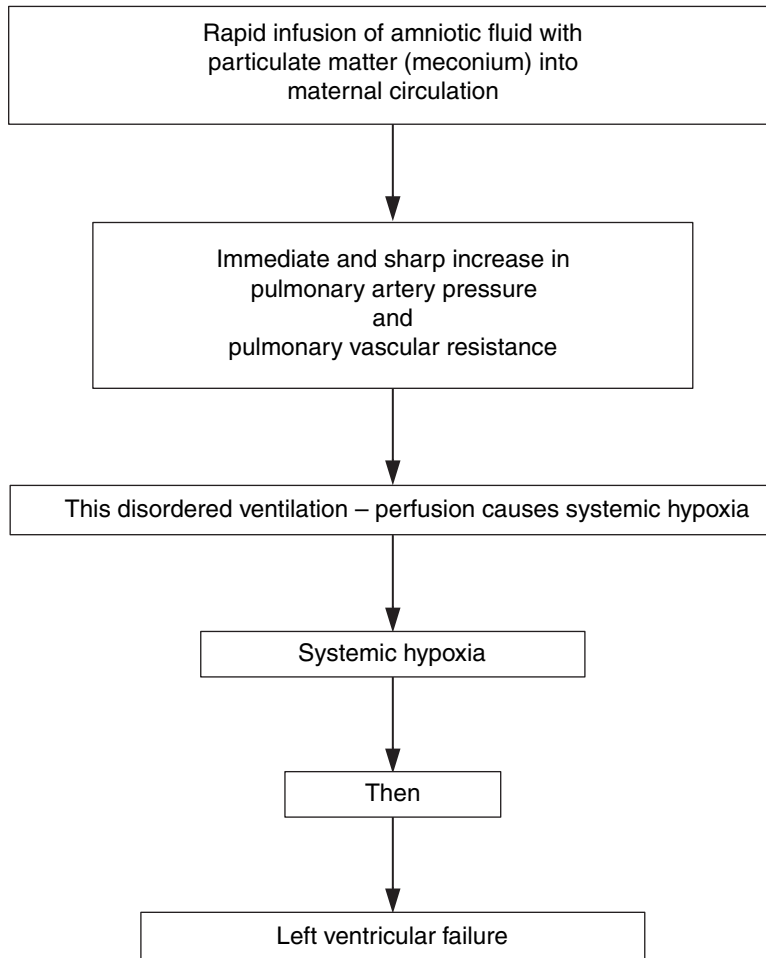 Rapid infusion of amniotic fluid with
particulate matter (meconium) into
maternal circulation
Immediate and sharp increase in
pulmonary artery pressure
and
pulmonary vascular resistance
This disordered ventilation – perfusion causes systemic hypoxia
Systemic hypoxia
Then
Left ventricular failure